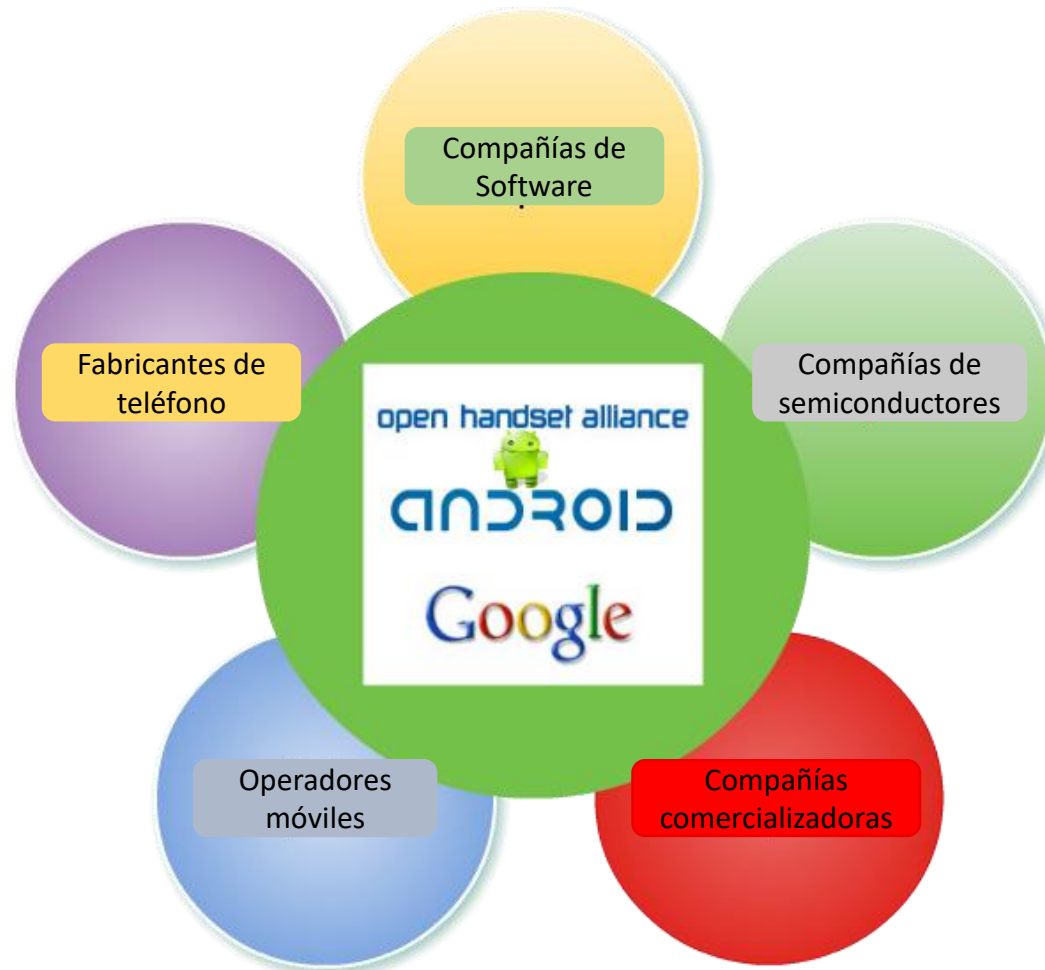 Compañías de
Software
Fabricantes de
teléfono
Compañías de
semiconductores
open handset alliance
ANDROID
Google
Operadores
móviles
Compañías
comercializadoras